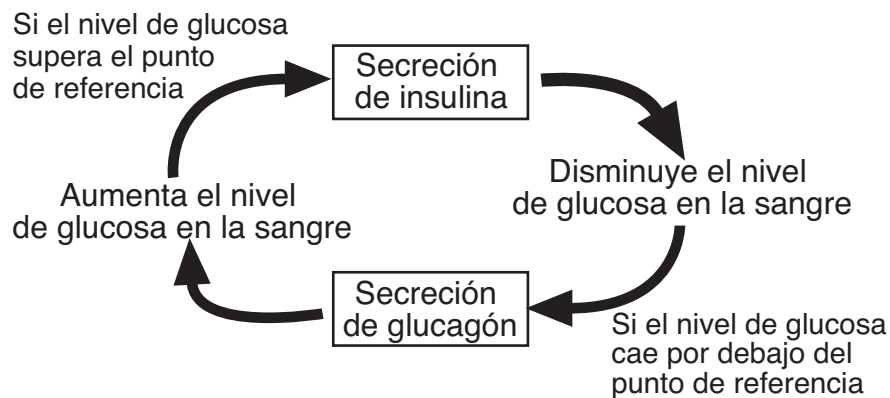 Si el nivel de glucosa
supera el punto
de referencia
Secreción
de insulina
Disminuye el nivel
de glucosa en la sangre
Aumenta el nivel
de glucosa en la sangre
Secreción
de glucagón
Si el nivel de glucosa
cae por debajo del
punto de referencia